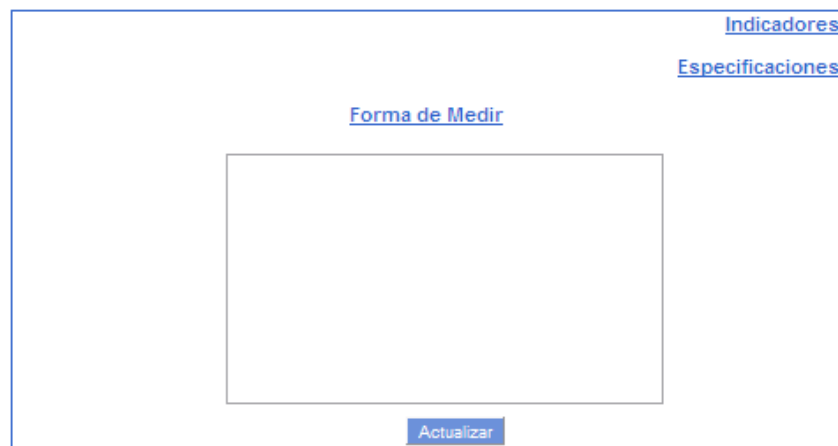 Indicadores
Especificaciones
Forma de Medir
Actualizar